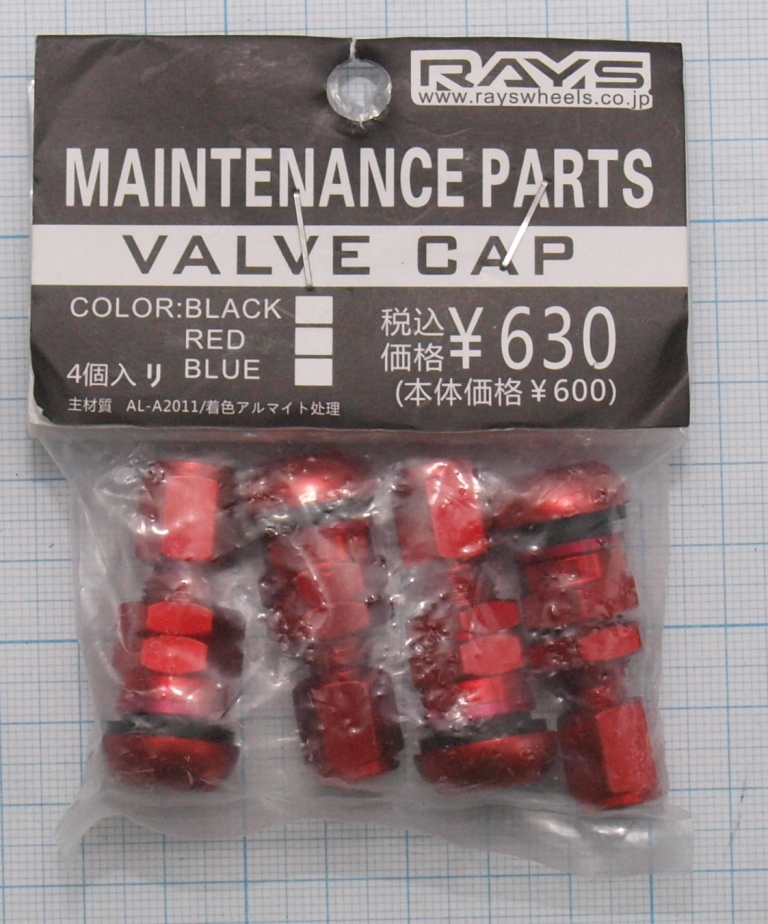 RAYS
www.rayswheels.co.jp
MAINTENANCE PARTS
VALVE CAP
COLOR:BLACK
RED
BLUE
4個入り
税込
価格 ¥630
(本体価格¥600)
主材質 AL-A2011/着色アルマイト処理